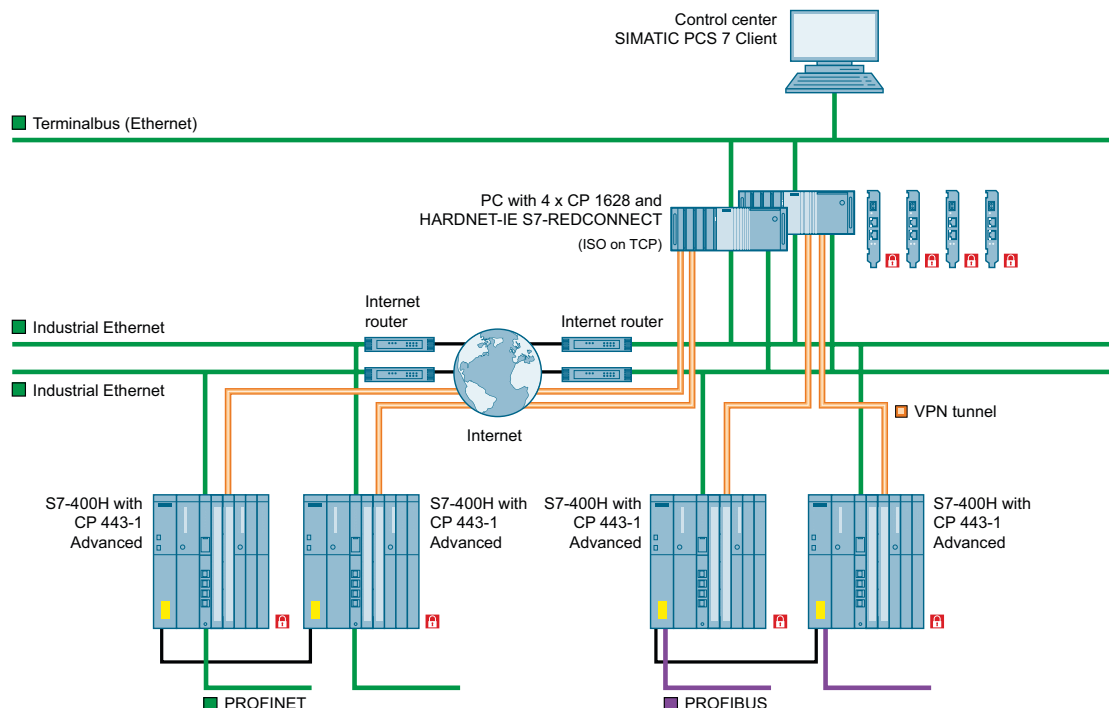 Control center
SIMATIC PCS 7 Client
Terminalbus (Ethernet)
PC with 4 x CP 1628 and
HARDNET-IE S7-REDCONNECT
(ISO on TCP)
Internet
router
Internet router
Industrial Ethernet
Industrial Ethernet
Internet
VPN tunnel
S7-400H with
CP 443-1
Advanced
S7-400H with
CP 443-1
Advanced
S7-400H with
CP 443-1
Advanced
S7-400H with
CP 443-1
Advanced
PROFINET
PROFIBUS